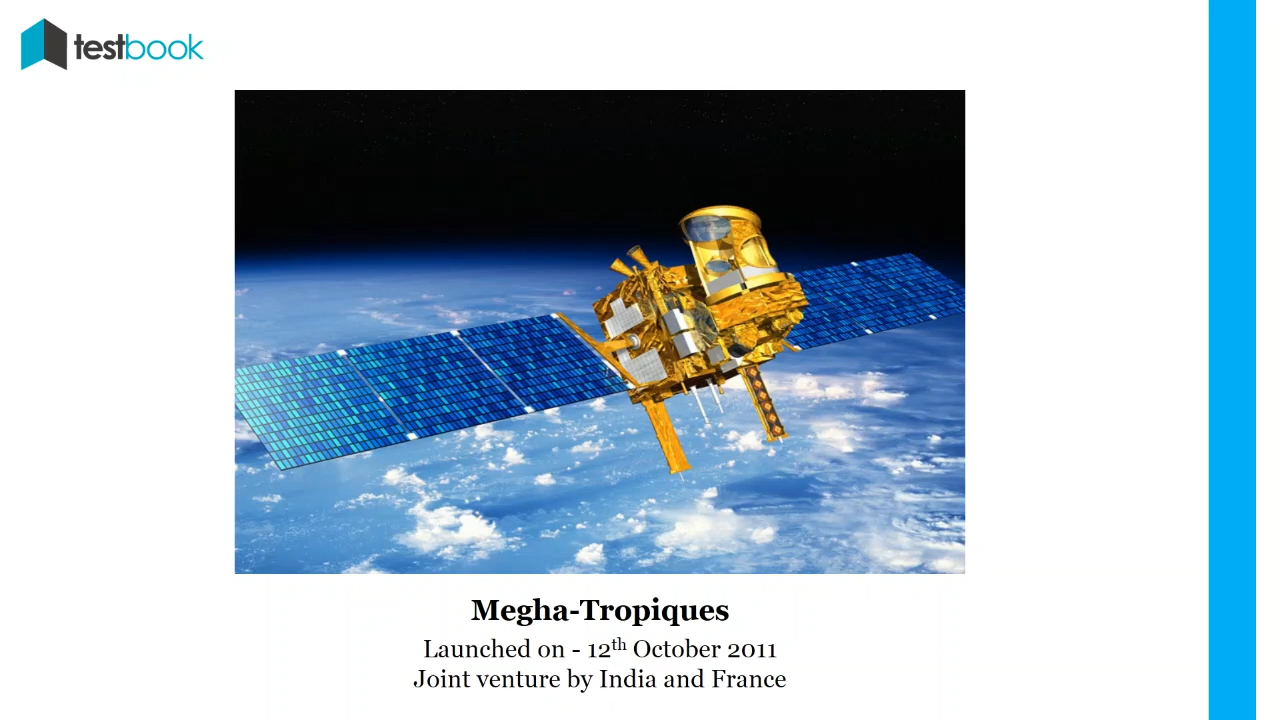 testbook
Megha-Tropiques
Launched on - 12th October 2011
Joint venture by India and France